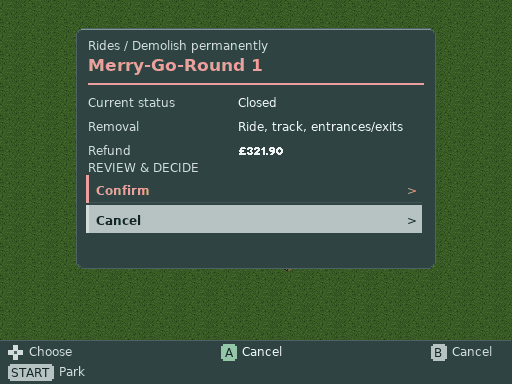 Rides / Demolish permanently
Merry-Go-Round 1
Current status Closed
Removal Ride, track, entrances/exits
Refund £321.90
REVIEW & DECIDE
Confirm >
Cancel >
Choose A Cancel B Cancel
START Park